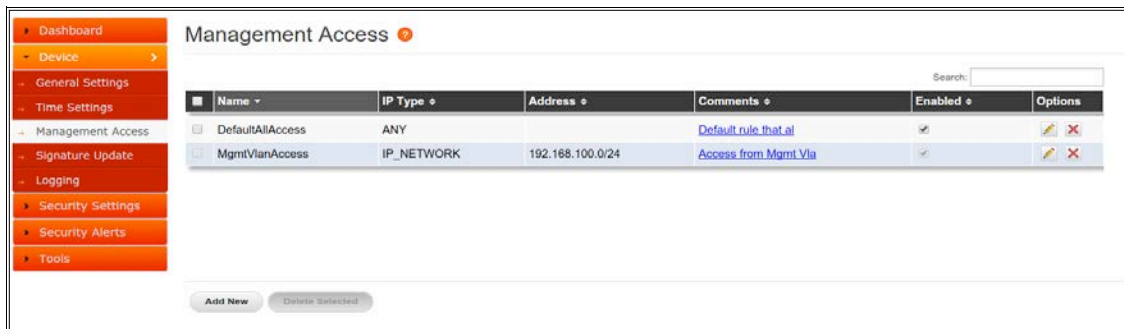 Dashboard
Device
General Settings
Time Settings
Management Access
Signature Update
Logging
Security Settings
Security Alerts
Tools
Management Access
Search:
Name IP Type Address Comments Enabled Options
DefaultAllAccess ANY Default rule that al
MgmtVlanAccess IP_NETWORK 192.168.100.0/24 Access from Mgmt Vla
Add New Delete Selected